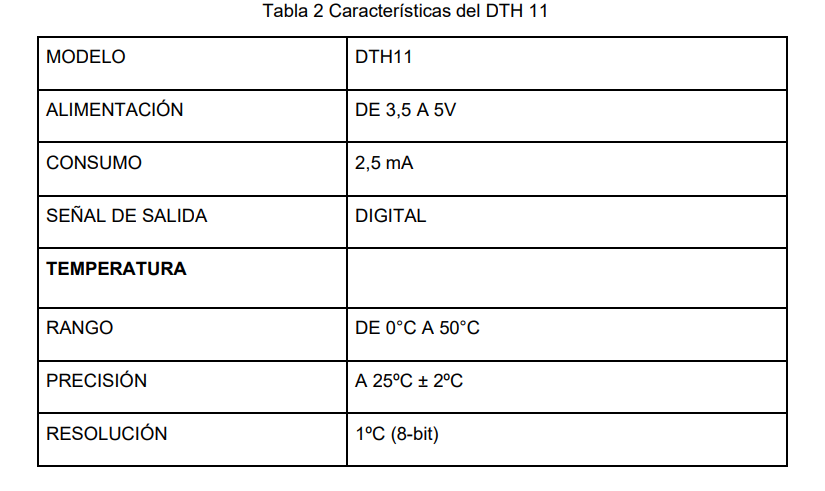 Tabla 2 Características del DTH 11
MODELO DTH11
ALIMENTACIÓN DE 3,5 A 5V
CONSUMO 2,5 mA
SEÑAL DE SALIDA DIGITAL
TEMPERATURA
RANGO DE 0°C A 50°C
PRECISIÓN A 25ºC ± 2ºC
RESOLUCIÓN 1ºC (8-bit)